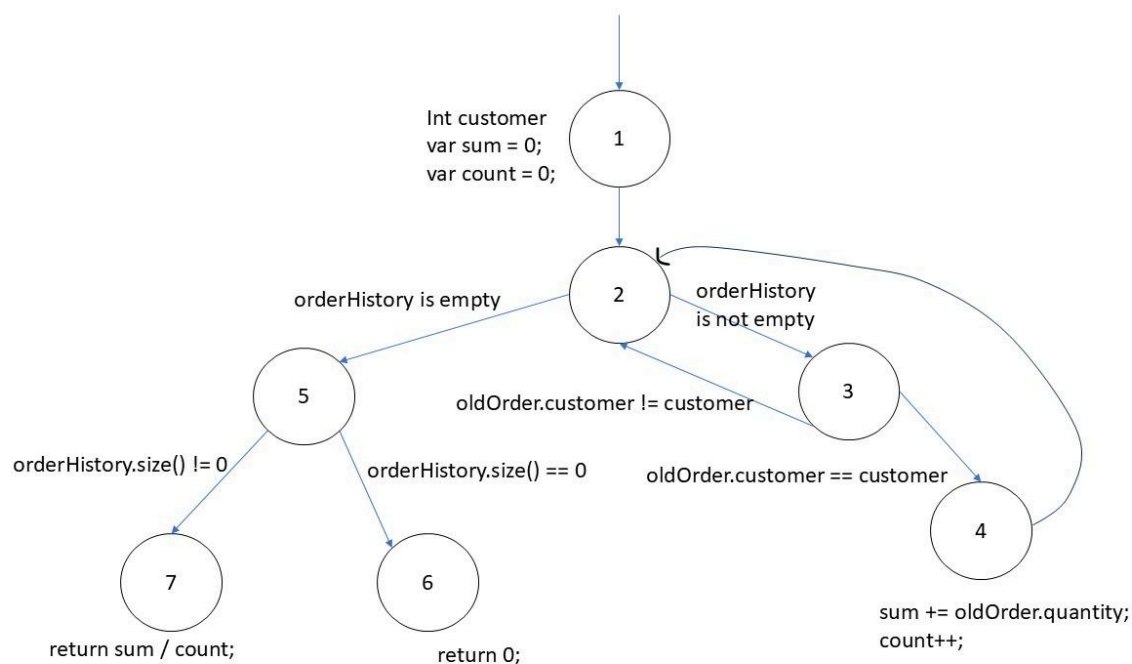 Int customer
var sum = 0;
var count = 0;
1
2
orderHistory is empty
orderHistory
is not empty
5
oldOrder.customer != customer
3
orderHistory.size() != 0
orderHistory.size() == 0
oldOrder.customer == customer
4
7
6
return sum / count;
return 0;
sum += oldOrder.quantity;
count++;